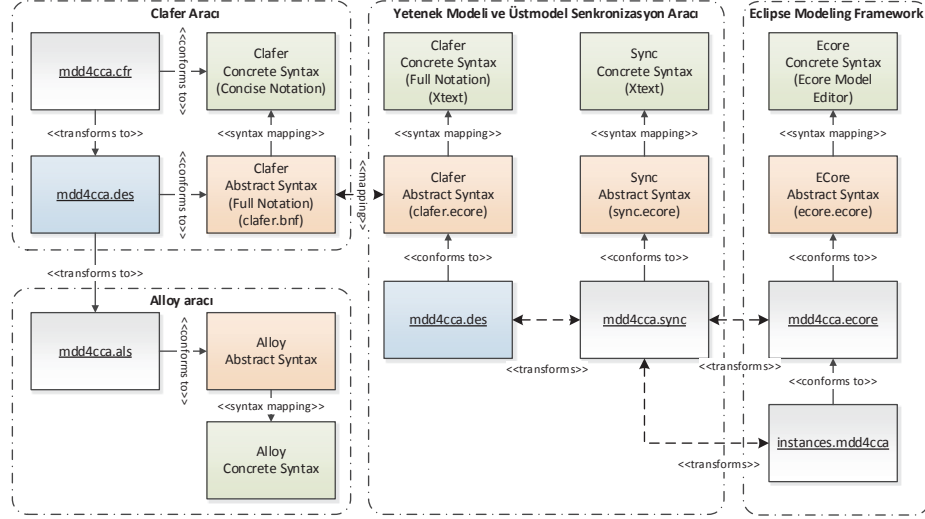 Clafer Aracı
mdd4cca.cfr
<<conforms to>>
Clafer
Concrete Syntax
(Concise Notation)
<<transforms to>>
<<syntax mapping>>
mdd4cca.des
<<conforms to>>
Clafer
Abstract Syntax
(Full Notation)
(clafer.bnf)
<<mapping>>
<<transforms to>>
Alloy aracı
mdd4cca.als
<<conforms to>>
Alloy
Abstract Syntax
<<syntax mapping>>
Alloy
Concrete Syntax
Yetenek Modeli ve Üstmodel Senkronizasyon Aracı
Clafer
Concrete Syntax
(Full Notation)
(Xtext)
<<syntax mapping>>
Clafer
Abstract Syntax
(clafer.ecore)
<<conforms to>>
mdd4cca.des
<<transforms>>
Sync
Concrete Syntax
(Xtext)
<<syntax mapping>>
Sync
Abstract Syntax
(sync.ecore)
<<conforms to>>
mdd4cca.sync
<<transforms>>
Eclipse Modeling Framework
Ecore
Concrete Syntax
(Ecore Model
Editor)
<<syntax mapping>>
ECore
Abstract Syntax
(ecore.ecore)
<<conforms to>>
mdd4cca.ecore
<<conforms to>>
instances.mdd4cca
<<transforms>>